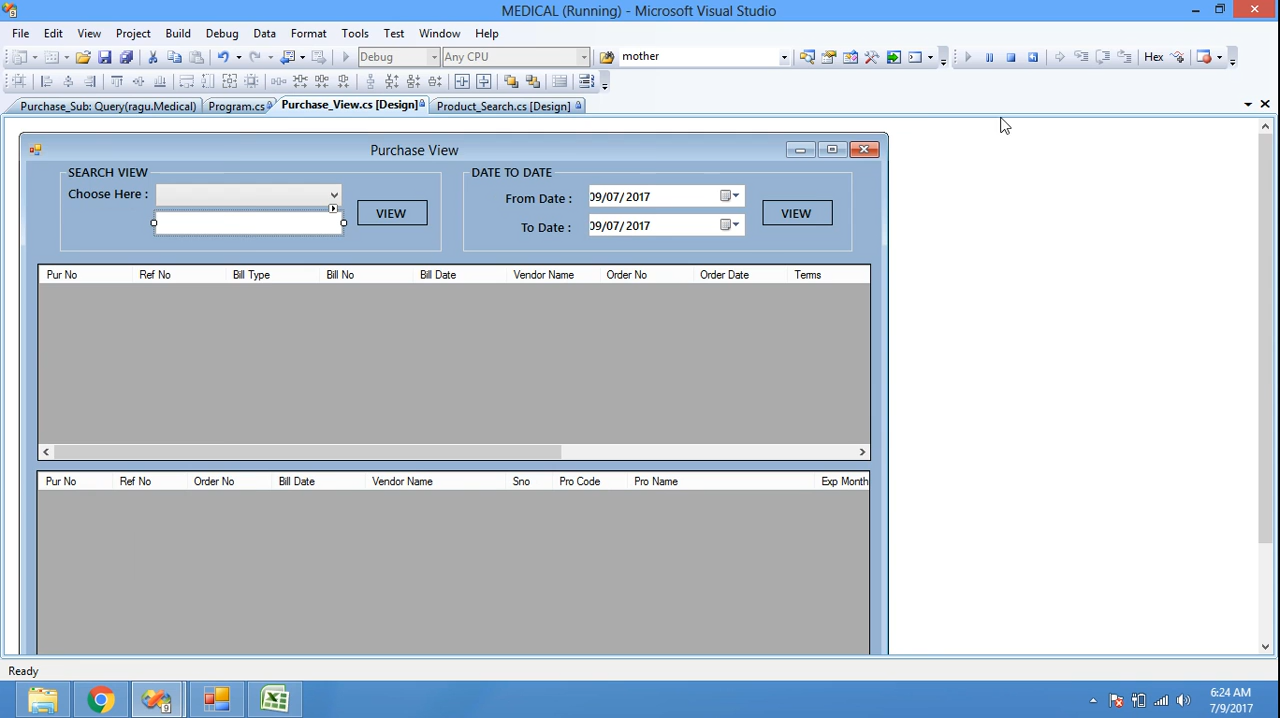 MEDICAL (Running) - Microsoft Visual Studio
File Edit View Project Build Debug Data Format Tools Test Window Help
Debug Any CPU mother Hex
Purchase_Sub: Query(ragu.Medical) Program.cs Purchase_View.cs [Design] Product_Search.cs [Design]
Purchase View
SEARCH VIEW DATE TO DATE
Choose Here : From Date : 09/07/2017
VIEW VIEW
To Date : 09/07/2017
Pur No Ref No Bill Type Bill No Bill Date Vendor Name Order No Order Date Terms
Pur No Ref No Order No Bill Date Vendor Name Sno Pro Code Pro Name Exp Month
Ready
6:24 AM
7/9/2017